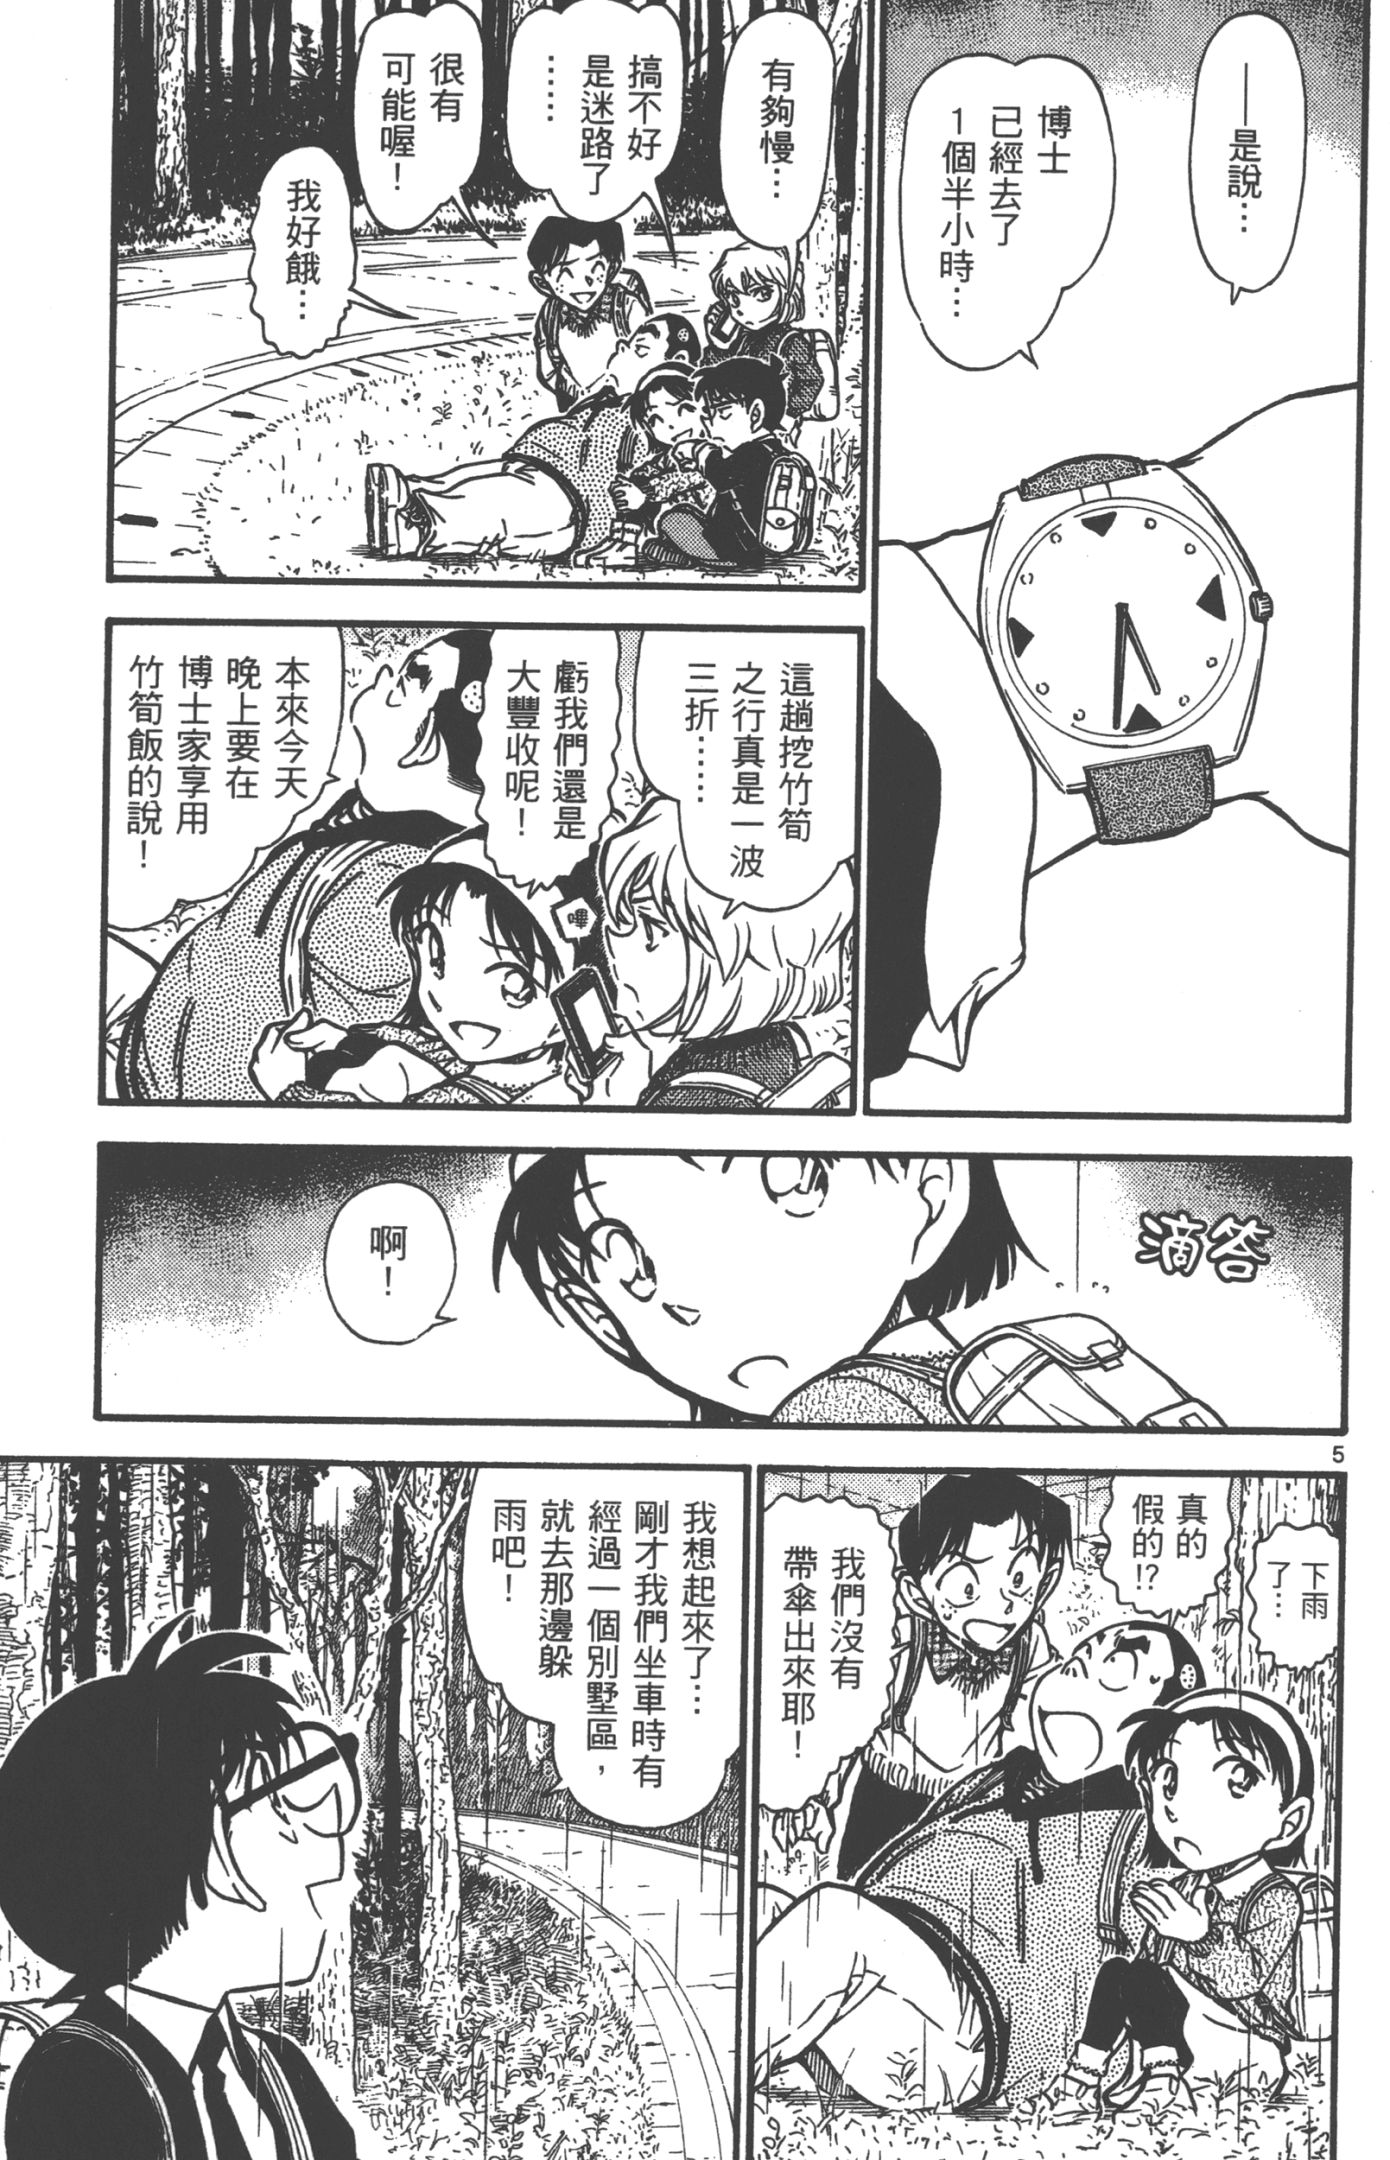 ——是說…
博士
已經去了
1個半小時…
有夠慢…
搞不好
是迷路了
……
很有
可能喔！
我好餓…
這趟挖竹筍
之行真是一波
三折……
虧我們還是
大豐收呢！
嗶
本來今天
晚上要在
博士家享用
竹筍飯的說！
滴答
啊！
5
下雨
了…
真的
假的!?
我們沒有
帶傘出來耶！
我想起來了…
剛才我們坐車時有
經過一個別墅區，
就去那邊躲
雨吧！